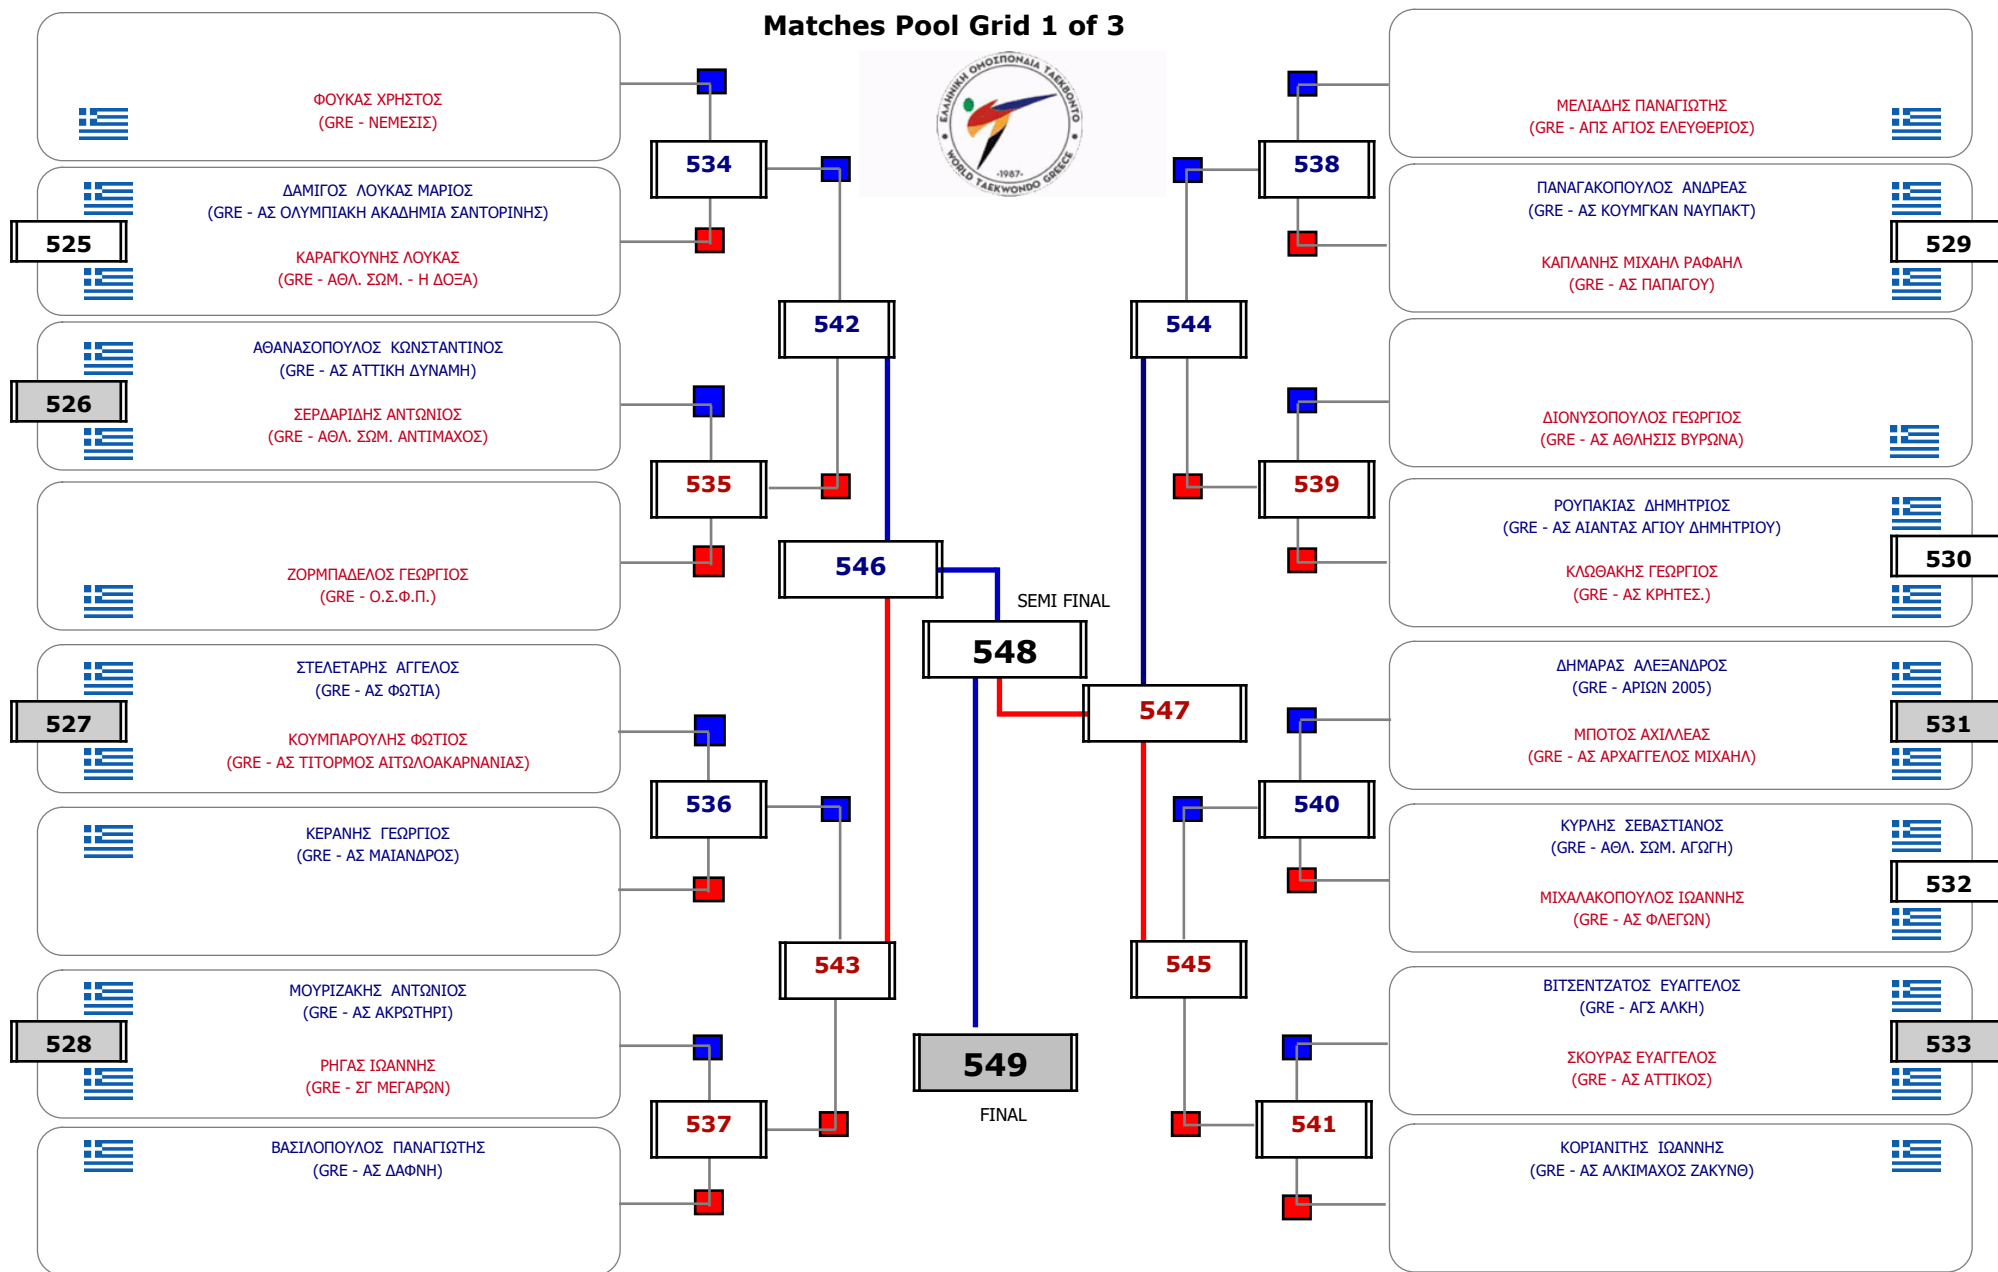 Matches Pool Grid 1 of 3
ΕΛΛΗΝΙΚΗ ΟΜΟΣΠΟΝΔΙΑ ΤΑΕΚΒΟΝΤΟ
-1987-
WORLD TAEKWONDO GREECE
ΦΟΥΚΑΣ ΧΡΗΣΤΟΣ
(GRE - ΝΕΜΕΣΙΣ)
525
ΔΑΜΙΓΟΣ ΛΟΥΚΑΣ ΜΑΡΙΟΣ
(GRE - ΑΣ ΟΛΥΜΠΙΑΚΗ ΑΚΑΔΗΜΙΑ ΣΑΝΤΟΡΙΝΗΣ)
ΚΑΡΑΓΚΟΥΝΗΣ ΛΟΥΚΑΣ
(GRE - ΑΘΛ. ΣΩΜ. - Η ΔΟΞΑ)
526
ΑΘΑΝΑΣΟΠΟΥΛΟΣ ΚΩΝΣΤΑΝΤΙΝΟΣ
(GRE - ΑΣ ΑΤΤΙΚΗ ΔΥΝΑΜΗ)
ΣΕΡΔΑΡΙΔΗΣ ΑΝΤΩΝΙΟΣ
(GRE - ΑΘΛ. ΣΩΜ. ΑΝΤΙΜΑΧΟΣ)
ΖΟΡΜΠΑΔΕΛΟΣ ΓΕΩΡΓΙΟΣ
(GRE - Ο.Σ.Φ.Π.)
527
ΣΤΕΛΕΤΑΡΗΣ ΑΓΓΕΛΟΣ
(GRE - ΑΣ ΦΩΤΙΑ)
ΚΟΥΜΠΑΡΟΥΛΗΣ ΦΩΤΙΟΣ
(GRE - ΑΣ ΤΙΤΟΡΜΟΣ ΑΙΤΩΛΟΑΚΑΡΝΑΝΙΑΣ)
ΚΕΡΑΝΗΣ ΓΕΩΡΓΙΟΣ
(GRE - ΑΣ ΜΑΙΑΝΔΡΟΣ)
528
ΜΟΥΡΙΖΑΚΗΣ ΑΝΤΩΝΙΟΣ
(GRE - ΑΣ ΑΚΡΩΤΗΡΙ)
ΡΗΓΑΣ ΙΩΑΝΝΗΣ
(GRE - ΣΓ ΜΕΓΑΡΩΝ)
ΒΑΣΙΛΟΠΟΥΛΟΣ ΠΑΝΑΓΙΩΤΗΣ
(GRE - ΑΣ ΔΑΦΝΗ)
534
535
536
537
542
543
546
SEMI FINAL
548
547
549
FINAL
544
545
538
539
540
541
ΜΕΛΙΑΔΗΣ ΠΑΝΑΓΙΩΤΗΣ
(GRE - ΑΠΣ ΑΓΙΟΣ ΕΛΕΥΘΕΡΙΟΣ)
ΠΑΝΑΓΑΚΟΠΟΥΛΟΣ ΑΝΔΡΕΑΣ
(GRE - ΑΣ ΚΟΥΜΓΚΑΝ ΝΑΥΠΑΚΤ)
529
ΚΑΠΛΑΝΗΣ ΜΙΧΑΗΛ ΡΑΦΑΗΛ
(GRE - ΑΣ ΠΑΠΑΓΟΥ)
ΔΙΟΝΥΣΟΠΟΥΛΟΣ ΓΕΩΡΓΙΟΣ
(GRE - ΑΣ ΑΘΛΗΣΙΣ ΒΥΡΩΝΑ)
ΡΟΥΠΑΚΙΑΣ ΔΗΜΗΤΡΙΟΣ
(GRE - ΑΣ ΑΙΑΝΤΑΣ ΑΓΙΟΥ ΔΗΜΗΤΡΙΟΥ)
530
ΚΛΩΘΑΚΗΣ ΓΕΩΡΓΙΟΣ
(GRE - ΑΣ ΚΡΗΤΕΣ.)
ΔΗΜΑΡΑΣ ΑΛΕΞΑΝΔΡΟΣ
(GRE - ΑΡΙΩΝ 2005)
531
ΜΠΟΤΟΣ ΑΧΙΛΛΕΑΣ
(GRE - ΑΣ ΑΡΧΑΓΓΕΛΟΣ ΜΙΧΑΗΛ)
ΚΥΡΛΗΣ ΣΕΒΑΣΤΙΑΝΟΣ
(GRE - ΑΘΛ. ΣΩΜ. ΑΓΩΓΗ)
532
ΜΙΧΑΛΑΚΟΠΟΥΛΟΣ ΙΩΑΝΝΗΣ
(GRE - ΑΣ ΦΛΕΓΩΝ)
ΒΙΤΣΕΝΤΖΑΤΟΣ ΕΥΑΓΓΕΛΟΣ
(GRE - ΑΓΣ ΑΛΚΗ)
533
ΣΚΟΥΡΑΣ ΕΥΑΓΓΕΛΟΣ
(GRE - ΑΣ ΑΤΤΙΚΟΣ)
ΚΟΡΙΑΝΙΤΗΣ ΙΩΑΝΝΗΣ
(GRE - ΑΣ ΑΛΚΙΜΑΧΟΣ ΖΑΚΥΝΘ)